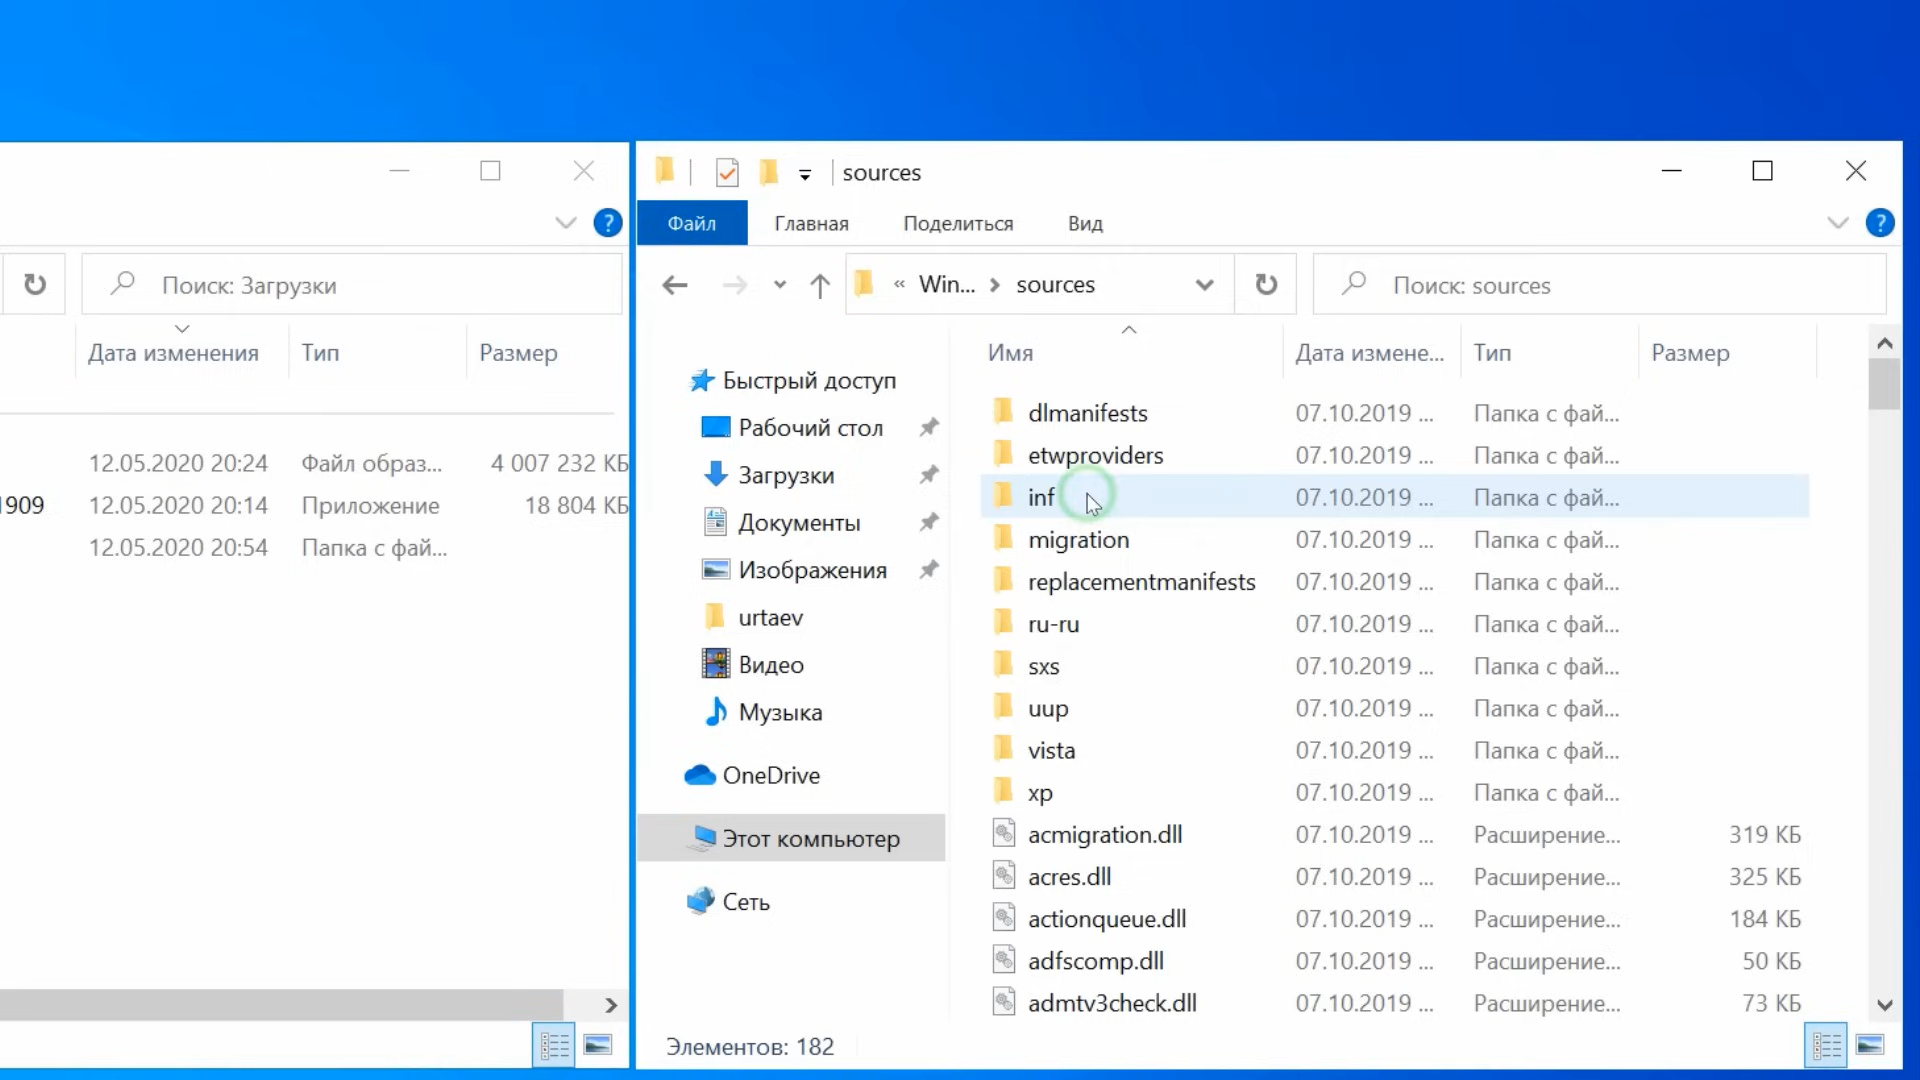 sources
Файл Главная Поделиться Вид
Поиск: Загрузки
« Win... sources
Поиск: sources
Дата изменения Тип Размер
12.05.2020 20:24 Файл образ... 4 007 232 КБ
1909 12.05.2020 20:14 Приложение 18 804 КБ
12.05.2020 20:54 Папка с фай...
Быстрый доступ
Рабочий стол
Загрузки
Документы
Изображения
urtaev
Видео
Музыка
OneDrive
Этот компьютер
Сеть
Имя Дата измене... Тип Размер
dlmanifests 07.10.2019 ... Папка с фай...
etwproviders 07.10.2019 ... Папка с фай...
inf 07.10.2019 ... Папка с фай...
migration 07.10.2019 ... Папка с фай...
replacementmanifests 07.10.2019 ... Папка с фай...
ru-ru 07.10.2019 ... Папка с фай...
sxs 07.10.2019 ... Папка с фай...
uup 07.10.2019 ... Папка с фай...
vista 07.10.2019 ... Папка с фай...
xp 07.10.2019 ... Папка с фай...
acmigration.dll 07.10.2019 ... Расширение... 319 КБ
acres.dll 07.10.2019 ... Расширение... 325 КБ
actionqueue.dll 07.10.2019 ... Расширение... 184 КБ
adfscomp.dll 07.10.2019 ... Расширение... 50 КБ
admtv3check.dll 07.10.2019 ... Расширение... 73 КБ
Элементов: 182